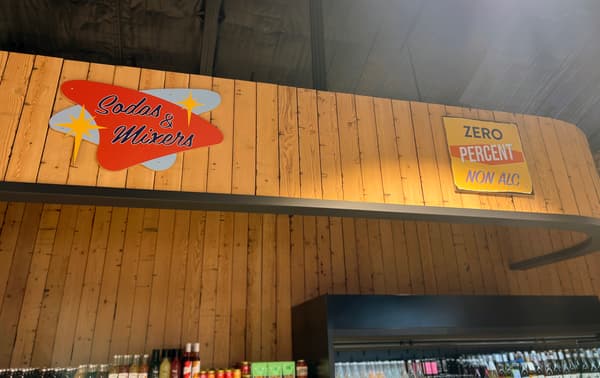 Sodas
&
Mixers
ZERO
PERCENT
NON ALC